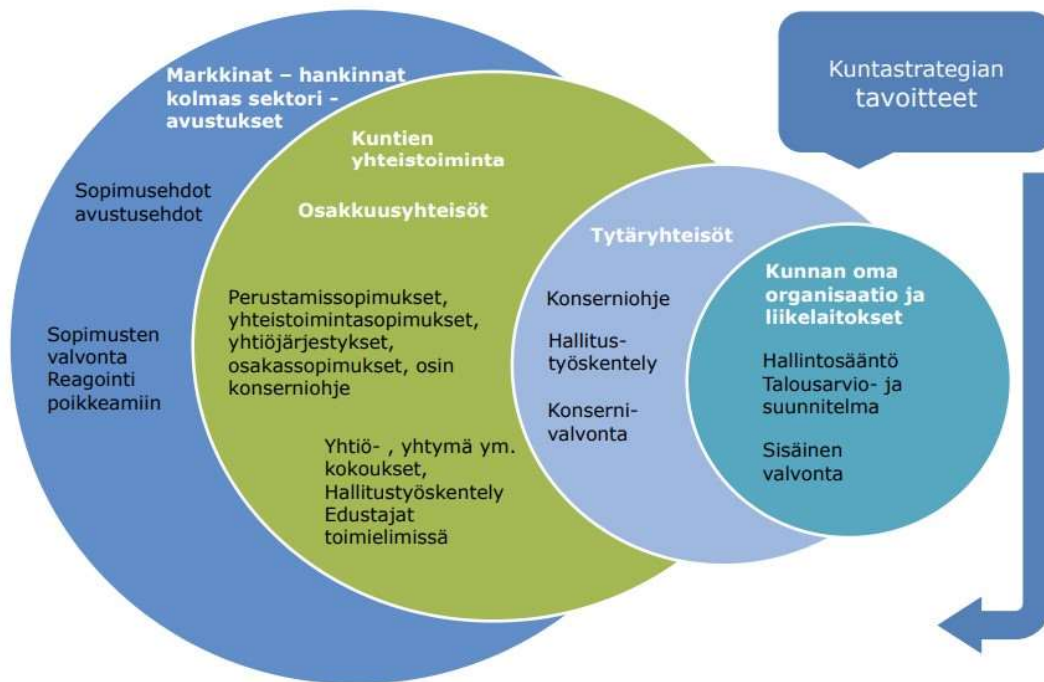 Markkinat – hankinnat
kolmas sektori -
avustukset
Sopimusehdot
avustusehdot
Sopimusten
valvonta
Reagointi
poikkeamiin
Kuntien
yhteistoiminta
Osakkuusyhteisöt
Perustamissopimukset,
yhteistoimintasopimukset,
yhtiöjärjestykset,
osakassopimukset, osin
konserniohje
Yhtiö- , yhtymä ym.
kokoukset,
Hallitustyöskentely
Edustajat
toimielimissä
Tytäryhteisöt
Konserniohje
Hallitus-
työskentely
Konserni-
valvonta
Kunnan oma
organisaatio ja
liikelaitokset
Hallintosääntö
Talousarvio- ja
suunnitelma
Sisäinen
valvonta
Kuntastrategian
tavoitteet